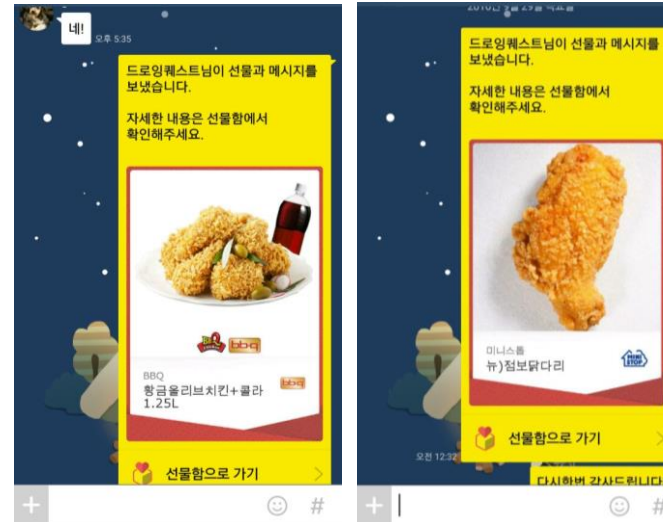 네!
오후 5:35
드로잉퀘스트님이 선물과 메시지를
보냈습니다.
자세한 내용은 선물함에서
확인해주세요.
BBQ
bb·q
BBQ
황금올리브치킨+콜라
1.25L
bb·q
선물함으로 가기
#
드로잉퀘스트님이 선물과 메시지를
보냈습니다.
자세한 내용은 선물함에서
확인해주세요.
미니스톱
뉴)점보닭다리
MINI
STOP
선물함으로 가기
오전 12:32
다시한번 감사드립니다
#